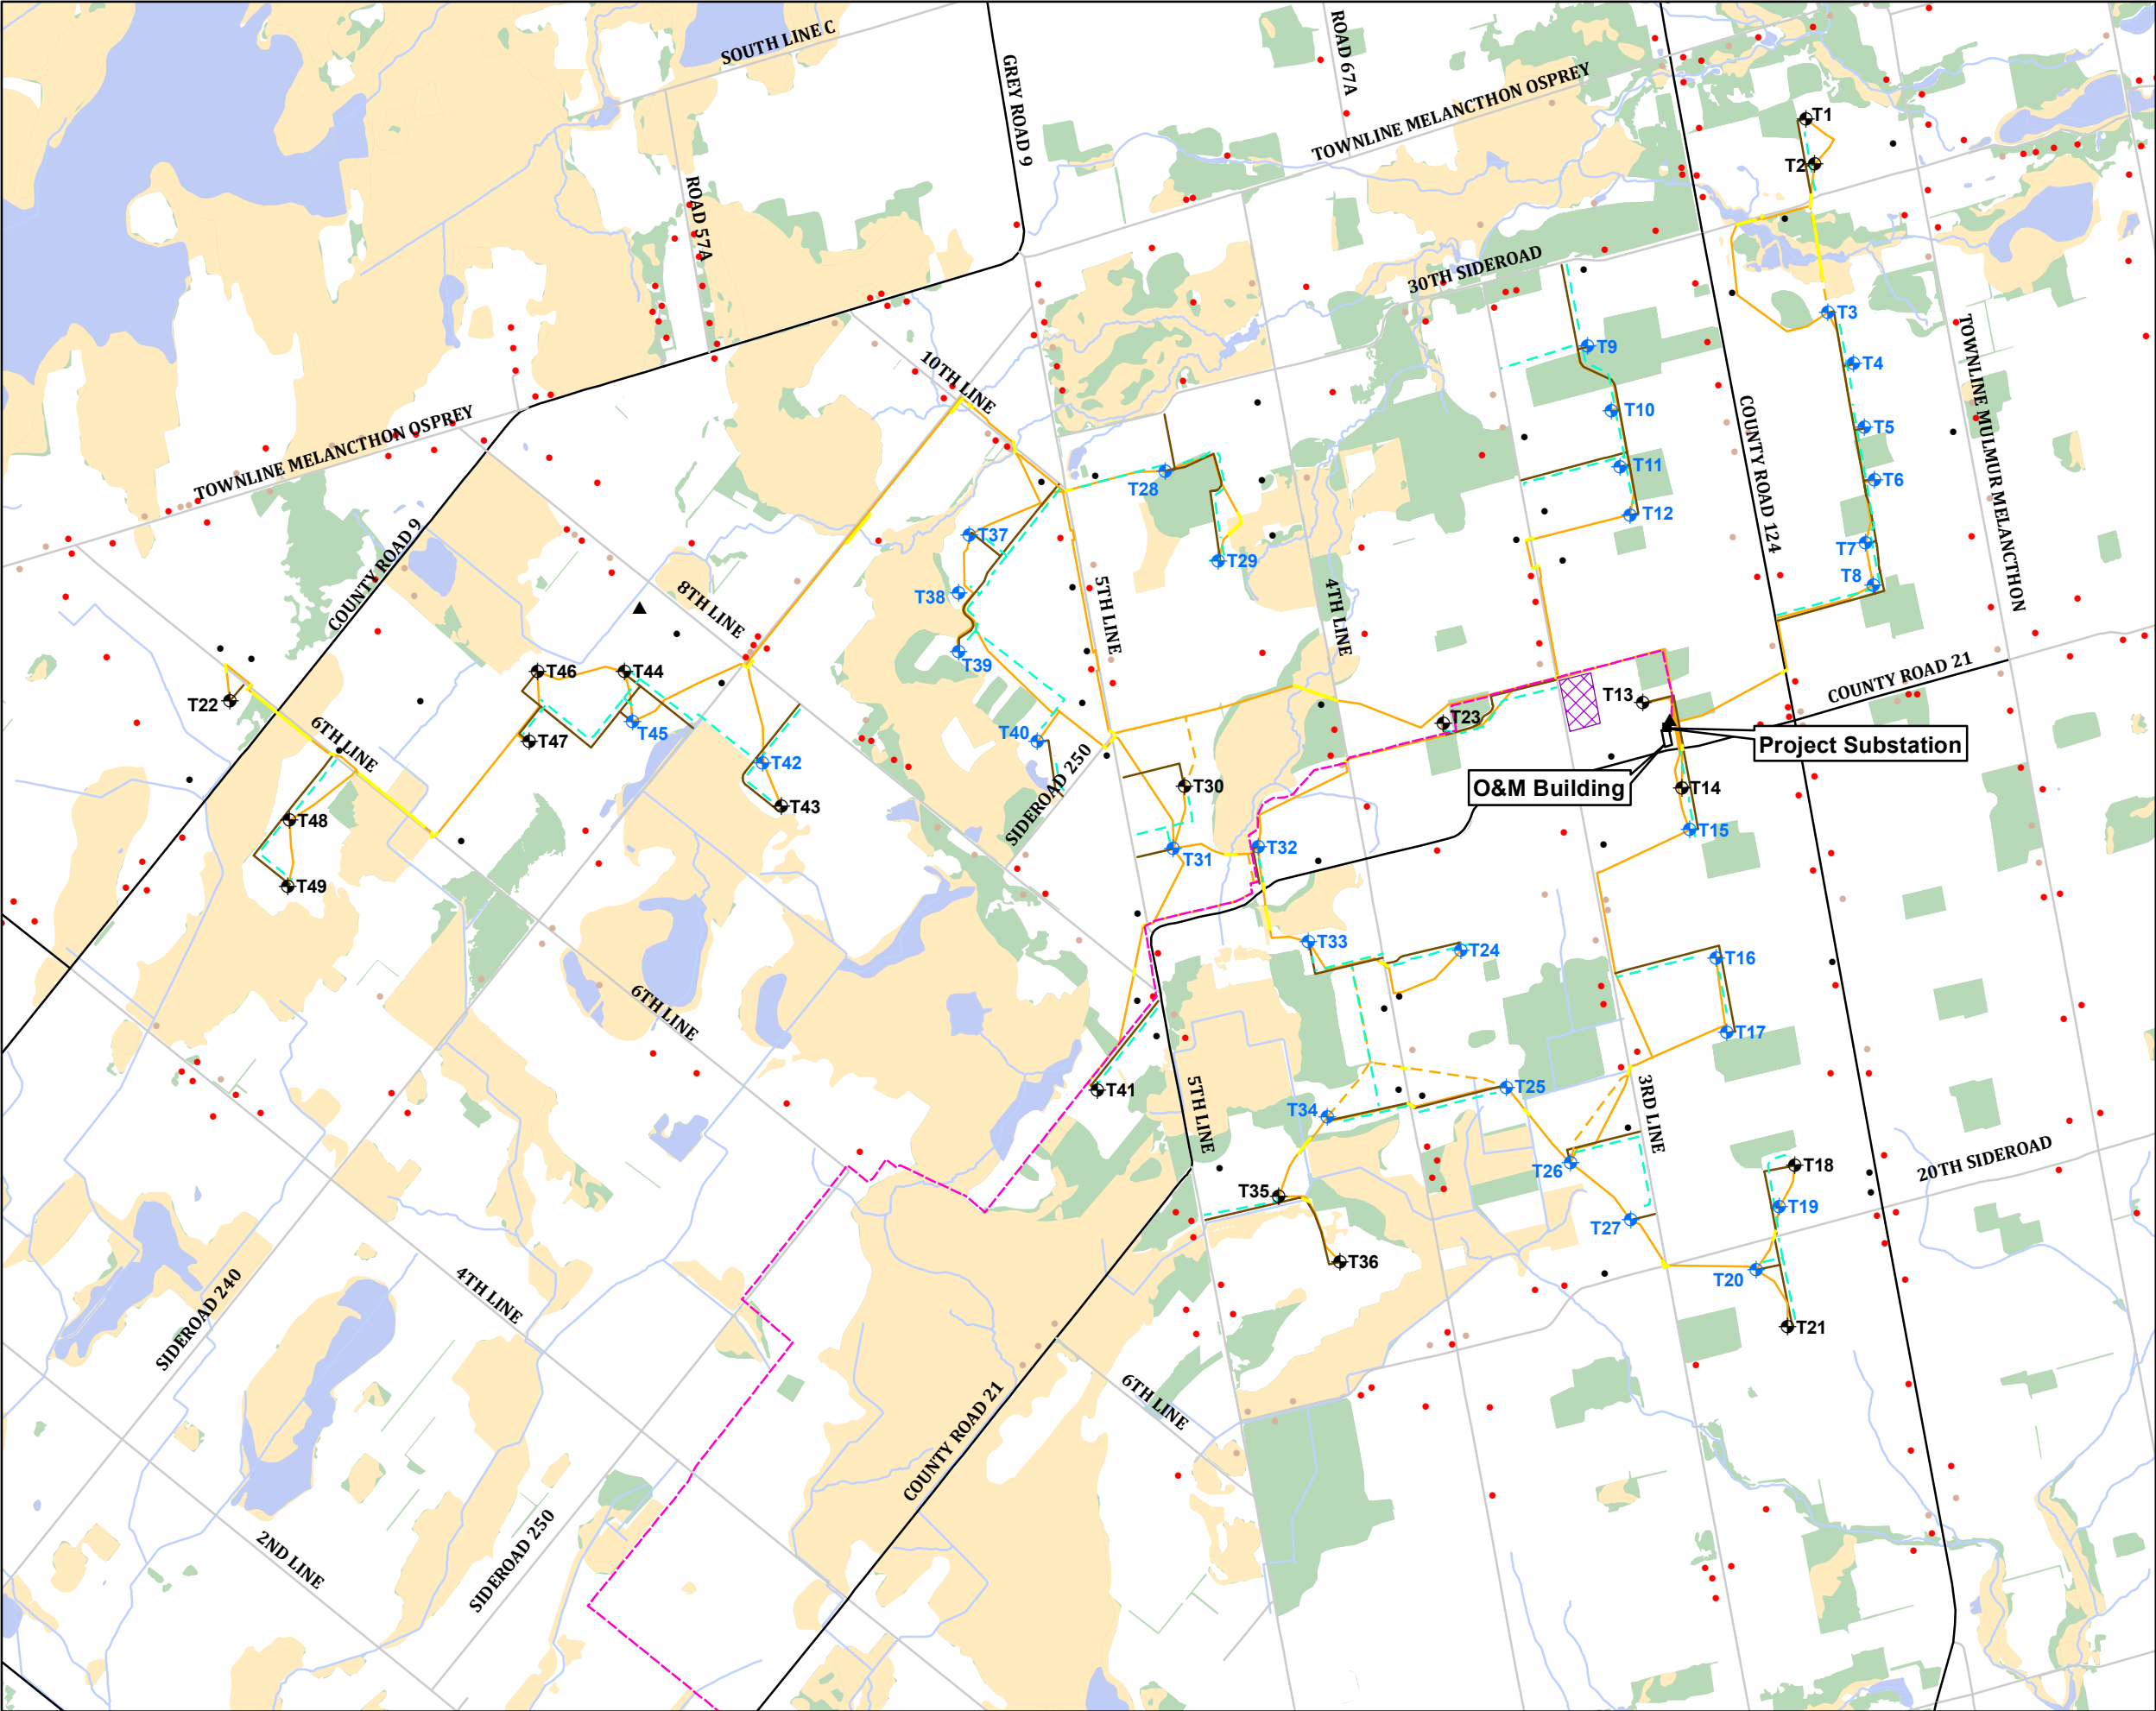 SOUTH LINE C
GREY ROAD 9
ROAD 67A
TOWNLINE MELANCTHON OSPREY
T1
T2
ROAD 57A
30TH SIDEROAD
T3
T9
T4
TOWNLINE MULMUR MELANCTHON
10TH LINE
T10
COUNTY ROAD 124
T5
TOWNLINE MELANCTHON OSPREY
T11
T28
T6
T12
COUNTY ROAD 9
T37
T29
T7
T8
8TH LINE
T38
5TH LINE
4TH LINE
T39
T46
T44
COUNTY ROAD 21
T22
T13
T45
T23
6TH LINE
T47
T40
Project Substation
T42
SIDEROAD 250
T30
O&M Building
T14
T43
T48
T15
T31
T32
T49
T33
T24
T16
6TH LINE
T17
T41
T25
5TH LINE
T34
3RD LINE
T26
20TH SIDEROAD
T18
T35
T19
T27
T36
T20
4TH LINE
SIDEROAD 240
T21
6TH LINE
COUNTY ROAD 21
2ND LINE
SIDEROAD 250